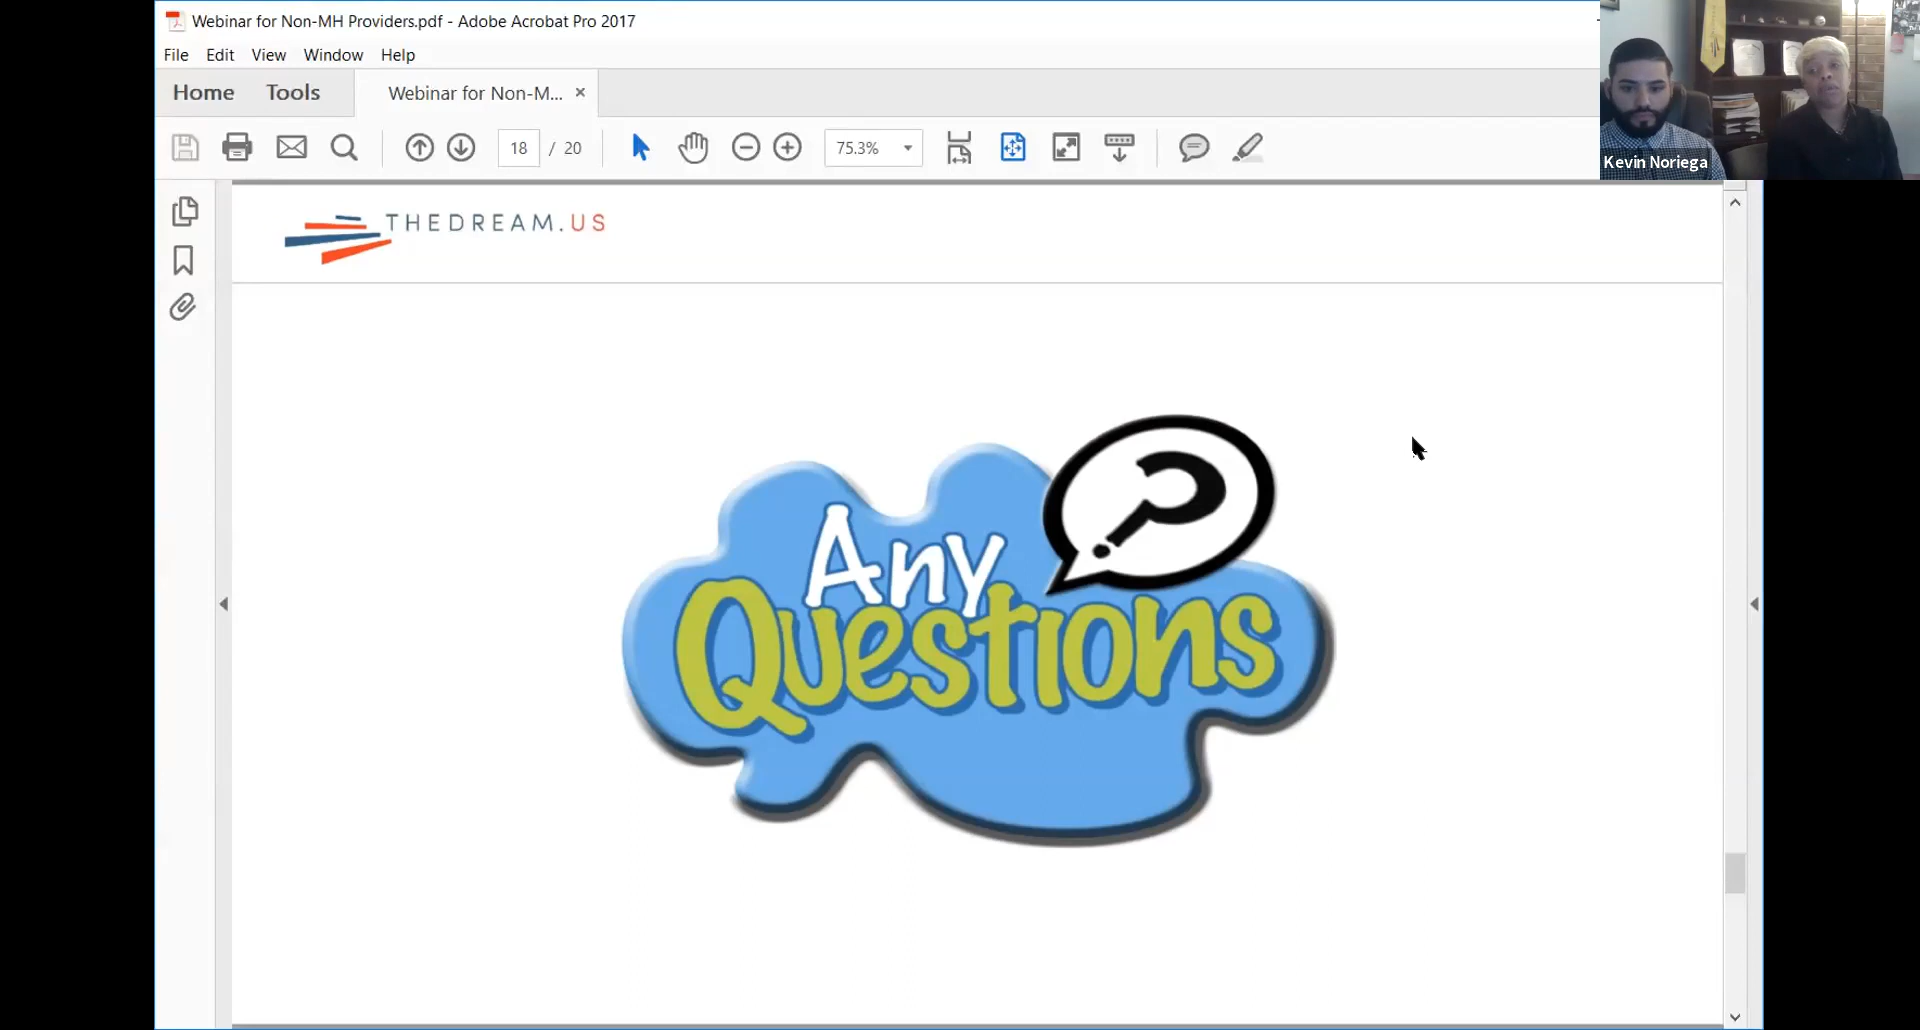 Webinar for Non-MH Providers.pdf - Adobe Acrobat Pro 2017
File Edit View Window Help
Home Tools Webinar for Non-M... ×
18 / 20 75.3%
Kevin Noriega
THEDREAM.US
Any
Questions
?